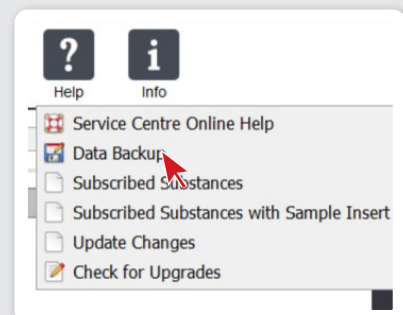 Help
Info
Service Centre Online Help
Data Backup
Subscribed Substances
Subscribed Substances with Sample Insert
Update Changes
Check for Upgrades